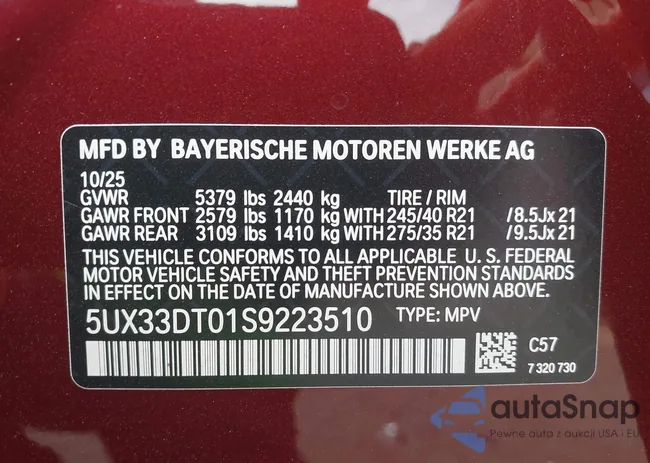 MFD BY BAYERISCHE MOTOREN WERKE AG
10/25
GVWR 5379 lbs 2440 kg TIRE / RIM
GAWR FRONT 2579 lbs 1170 kg WITH 245/40 R21 /8.5Jx 21
GAWR REAR 3109 lbs 1410 kg WITH 275/35 R21 /9.5Jx 21
THIS VEHICLE CONFORMS TO ALL APPLICABLE U. S. FEDERAL
MOTOR VEHICLE SAFETY AND THEFT PREVENTION STANDARDS
IN EFFECT ON THE DATE OF MANUFACTURE SHOWN ABOVE.
5UX33DT01S9223510 TYPE: MPV
C57
7 320 730
autaSnap
Pewne auta z aukcji USA i EU